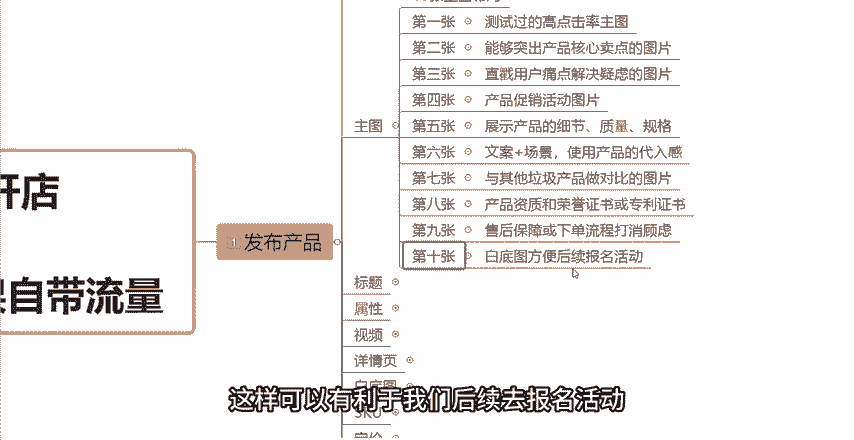 第一张 测试过的高点击率主图
第二张 能够突出产品核心卖点的图片
第三张 直戳用户痛点解决疑虑的图片
第四张 产品促销活动图片
主图 第五张 展示产品的细节、质量、规格
第六张 文案+场景，使用产品的代入感
第七张 与其他垃圾产品做对比的图片
第八张 产品资质和荣誉证书或专利证书
第九张 售后保障或下单流程打消顾虑
第十张 白底图方便后续报名活动
开店
自带流量
1 发布产品
标题
属性
视频
详情页
白底图
SKU
定价
这样可以有利于我们后续去报名活动